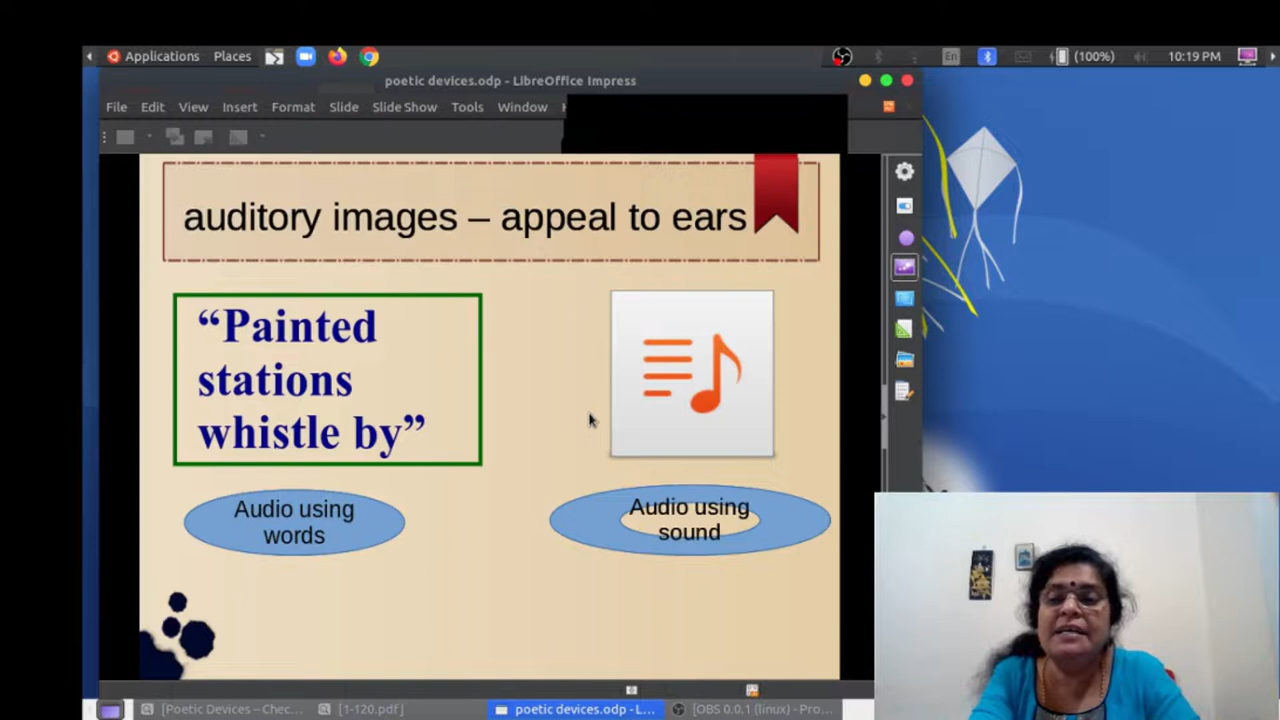 Applications Places En (100%) 10:19 PM
poetic devices.odp - LibreOffice Impress
File Edit View Insert Format Slide Slide Show Tools Window
auditory images – appeal to ears
“Painted
stations
whistle by”
Audio using
words
Audio using
sound
[Poetic Devices – Chec... [1-120.pdf] poetic devices.odp - L... [OBS 0.0.1 (linux) - Pro...